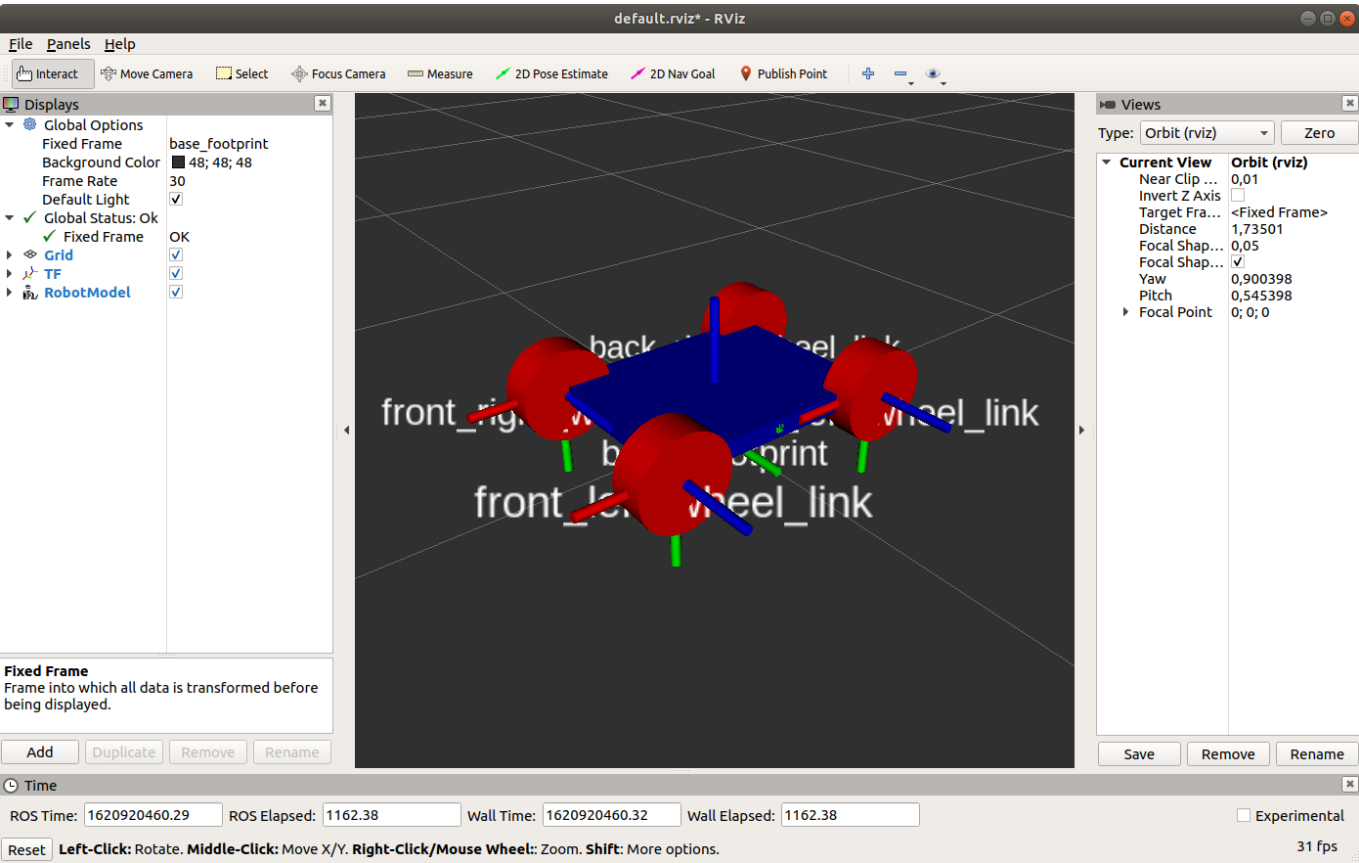 default.rviz* - RViz
File Panels Help
Interact Move Camera Select Focus Camera Measure 2D Pose Estimate 2D Nav Goal Publish Point
Displays
Global Options
Fixed Frame base_footprint
Background Color 48; 48; 48
Frame Rate 30
Default Light
Global Status: Ok
Fixed Frame OK
Grid
TF
RobotModel
Fixed Frame
Frame into which all data is transformed before
being displayed.
Add Duplicate Remove Rename
back eel link
front_rig wheel_link
b print
front_le wheel_link
Views
Type: Orbit (rviz) Zero
Current View Orbit (rviz)
Near Clip ... 0,01
Invert Z Axis
Target Fra... <Fixed Frame>
Distance 1,73501
Focal Shap... 0,05
Focal Shap...
Yaw 0,900398
Pitch 0,545398
Focal Point 0; 0; 0
Save Remove Rename
Time
ROS Time: 1620920460.29 ROS Elapsed: 1162.38 Wall Time: 1620920460.32 Wall Elapsed: 1162.38 Experimental
Reset Left-Click: Rotate. Middle-Click: Move X/Y. Right-Click/Mouse Wheel:: Zoom. Shift: More options. 31 fps